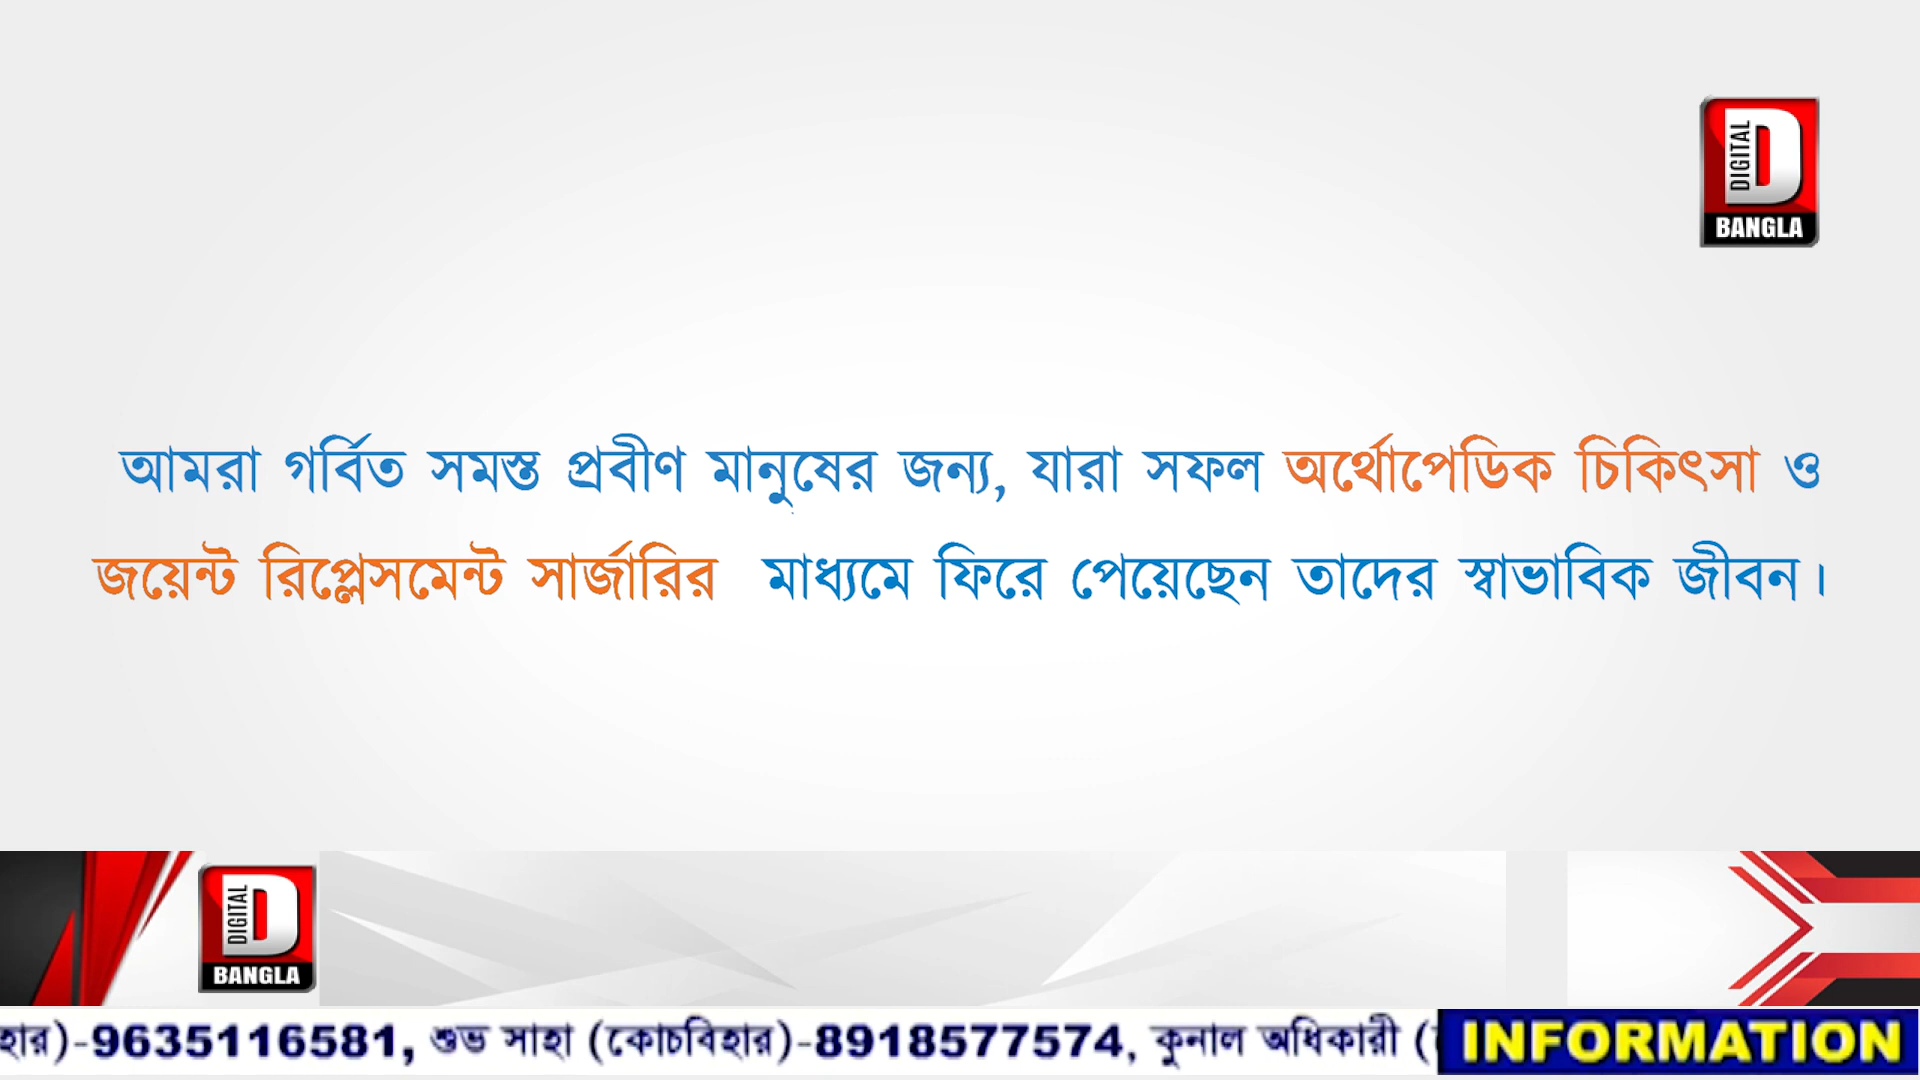 DIGITAL
D
BANGLA
আমরা গর্বিত সমস্ত প্রবীণ মানুষের জন্য, যারা সফল অর্থোপেডিক চিকিৎসা ও
জয়েন্ট রিপ্লেসমেন্ট সার্জারির মাধ্যমে ফিরে পেয়েছেন তাদের স্বাভাবিক জীবন।
DIGITAL
D
BANGLA
হার)-9635116581, শুভ সাহা (কোচবিহার)-8918577574, কুনাল অধিকারী (
INFORMATION